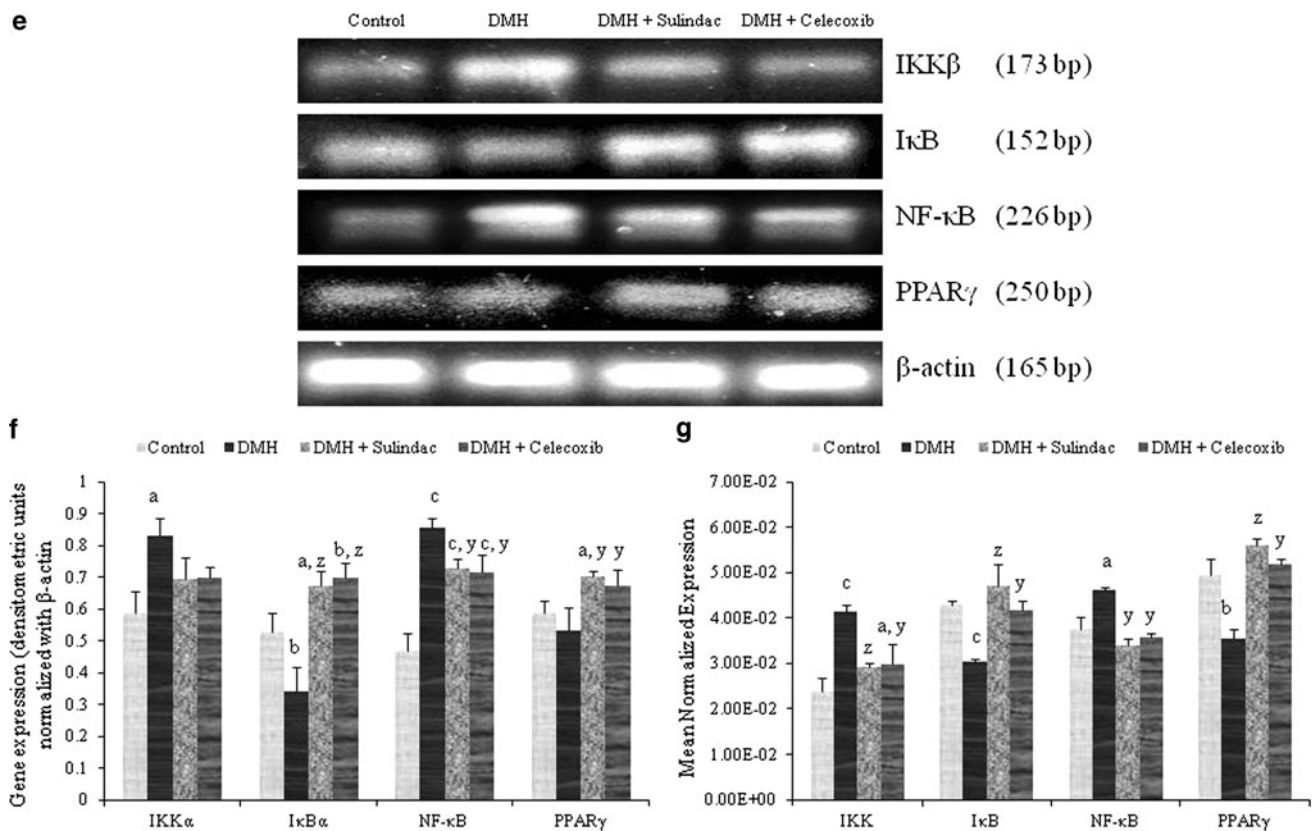 e
Control DMH DMH + Sulindac DMH + Celecoxib
IKKβ (173 bp)
IκB (152 bp)
NF-κB (226 bp)
PPARγ (250 bp)
β-actin (165 bp)
f
Control DMH DMH + Sulindac DMH + Celecoxib
Gene expression (densitometric units
normalized with β-actin
1
0.9
0.8
0.7
0.6
0.5
0.4
0.3
0.2
0.1
0
a
b
a, z
b, z
c
c, y
c, y
a, y
y
IKKα IκBα NF-κB PPARγ
g
Control DMH DMH + Sulindac DMH + Celecoxib
Mean Normalized Expression
7.00E-02
6.00E-02
5.00E-02
4.00E-02
3.00E-02
2.00E-02
1.00E-02
0.00E+00
c
z
a, y
c
z
y
a
y
y
b
z
y
IKK IκB NF-κB PPARγ